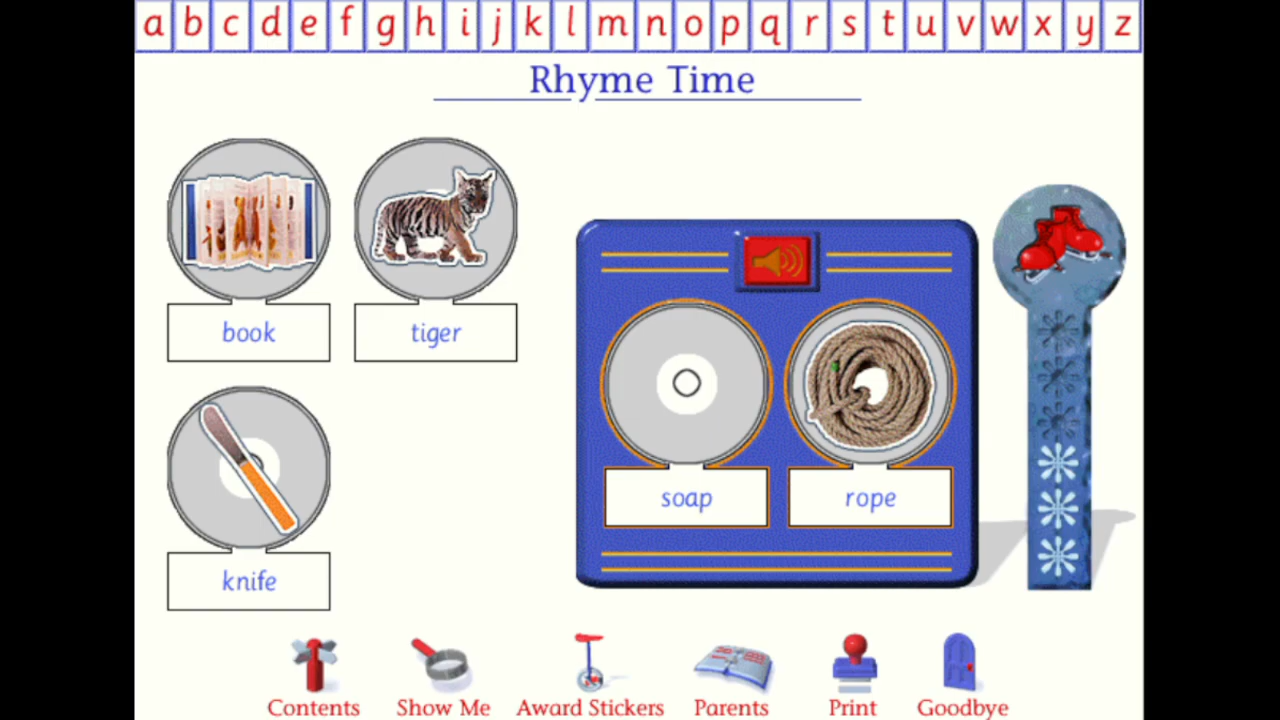 a b c d e f g h i j k l m n o p q r s t u v w x y z
Rhyme Time
book tiger
soap rope
knife
Contents Show Me Award Stickers Parents Print Goodbye